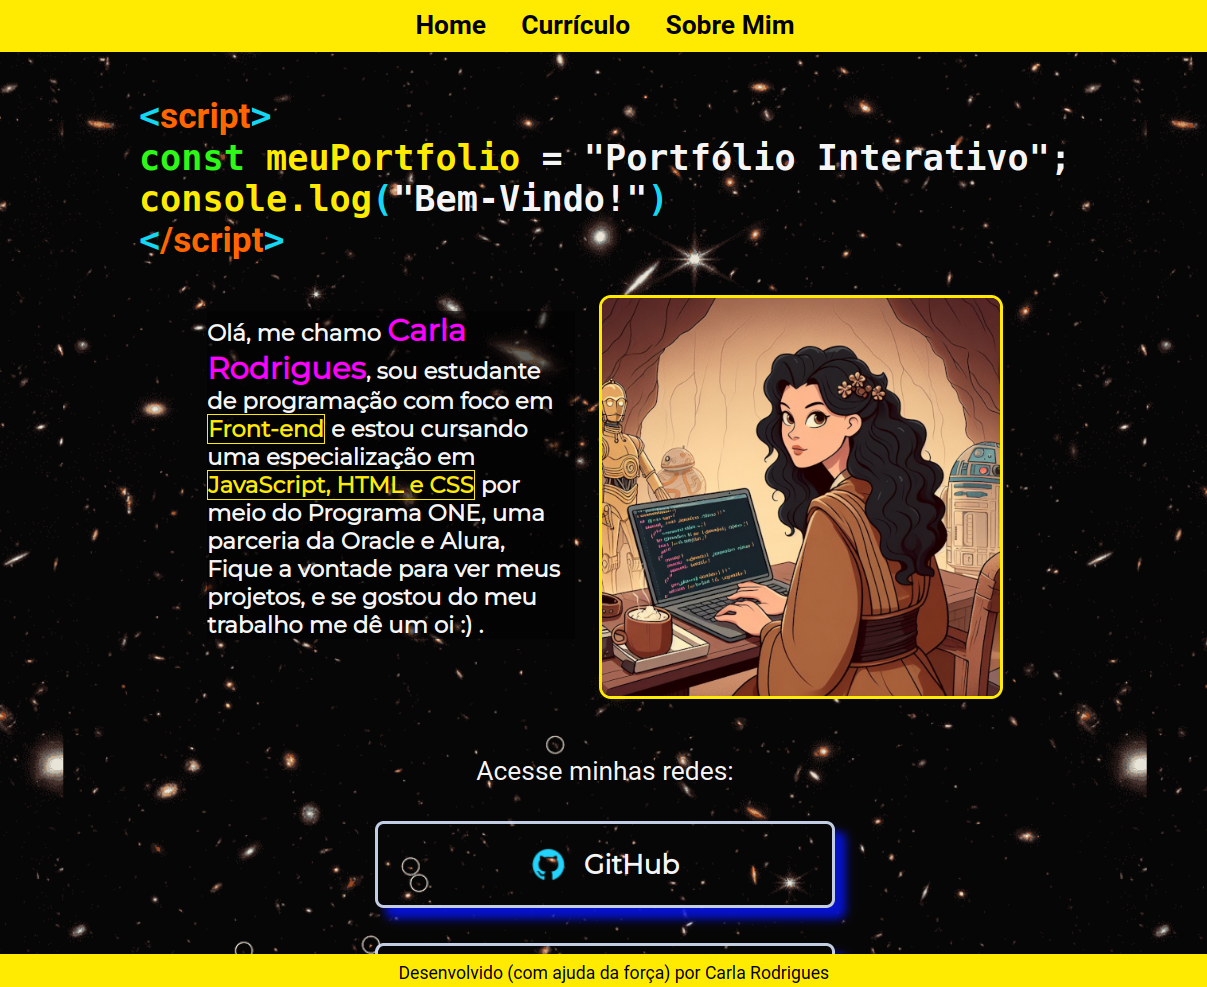 Home Currículo Sobre Mim
<script>
const meuPortfolio = "Portfólio Interativo";
console.log("Bem-Vindo!")
</script>
Olá, me chamo Carla
Rodrigues, sou estudante
de programação com foco em
Front-end e estou cursando
uma especialização em
JavaScript, HTML e CSS por
meio do Programa ONE, uma
parceria da Oracle e Alura,
Fique a vontade para ver meus
projetos, e se gostou do meu
trabalho me dê um oi :) .
Acesse minhas redes:
GitHub
Desenvolvido (com ajuda da força) por Carla Rodrigues